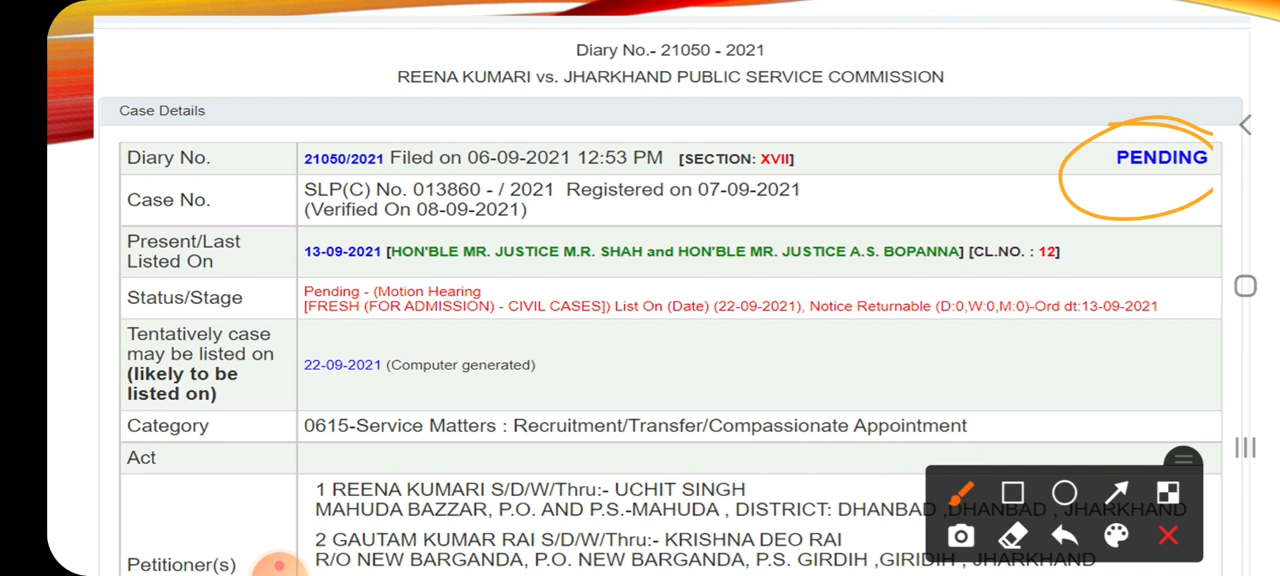 Diary No.- 21050 - 2021
REENA KUMARI vs. JHARKHAND PUBLIC SERVICE COMMISSION
Case Details
Diary No. 21050/2021 Filed on 06-09-2021 12:53 PM [SECTION: XVII] PENDING
Case No. SLP(C) No. 013860 - / 2021 Registered on 07-09-2021
(Verified On 08-09-2021)
Present/Last
Listed On
13-09-2021 [HON'BLE MR. JUSTICE M.R. SHAH and HON'BLE MR. JUSTICE A.S. BOPANNA] [CL.NO. : 12]
Status/Stage
Pending - (Motion Hearing
[FRESH (FOR ADMISSION) - CIVIL CASES]) List On (Date) (22-09-2021), Notice Returnable (D:0,W:0,M:0)-Ord dt:13-09-2021
Tentatively case
may be listed on
(likely to be
listed on)
22-09-2021 (Computer generated)
Category 0615-Service Matters : Recruitment/Transfer/Compassionate Appointment
Act
Petitioner(s)
1 REENA KUMARI S/D/W/Thru:- UCHIT SINGH
MAHUDA BAZZAR, P.O. AND P.S.-MAHUDA , DISTRICT: DHANBAD ,DHANBAD , JHARKHAND
2 GAUTAM KUMAR RAI S/D/W/Thru:- KRISHNA DEO RAI
R/O NEW BARGANDA, P.O. NEW BARGANDA, P.S. GIRDIH ,GIRIDIH , JHARKHAND